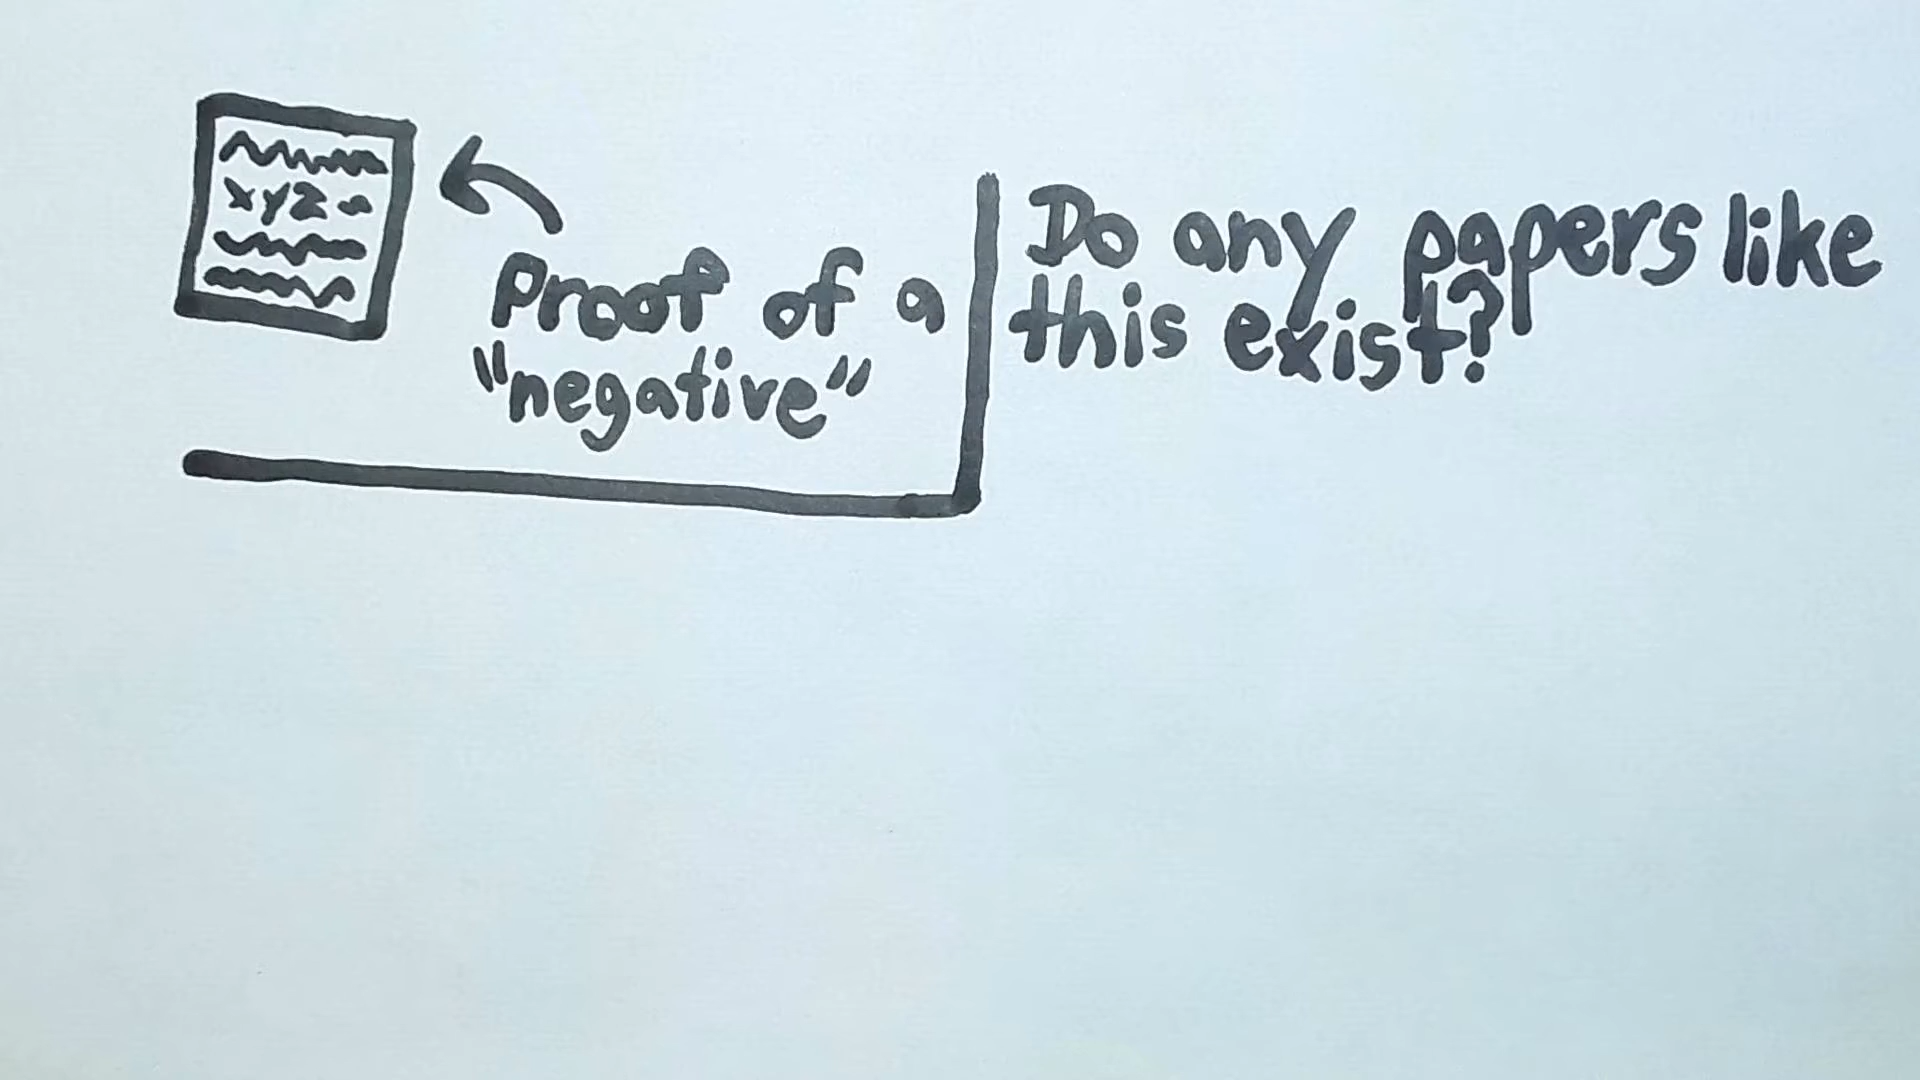 xyz
Proof of a
"negative"
Do any papers like
this exist?